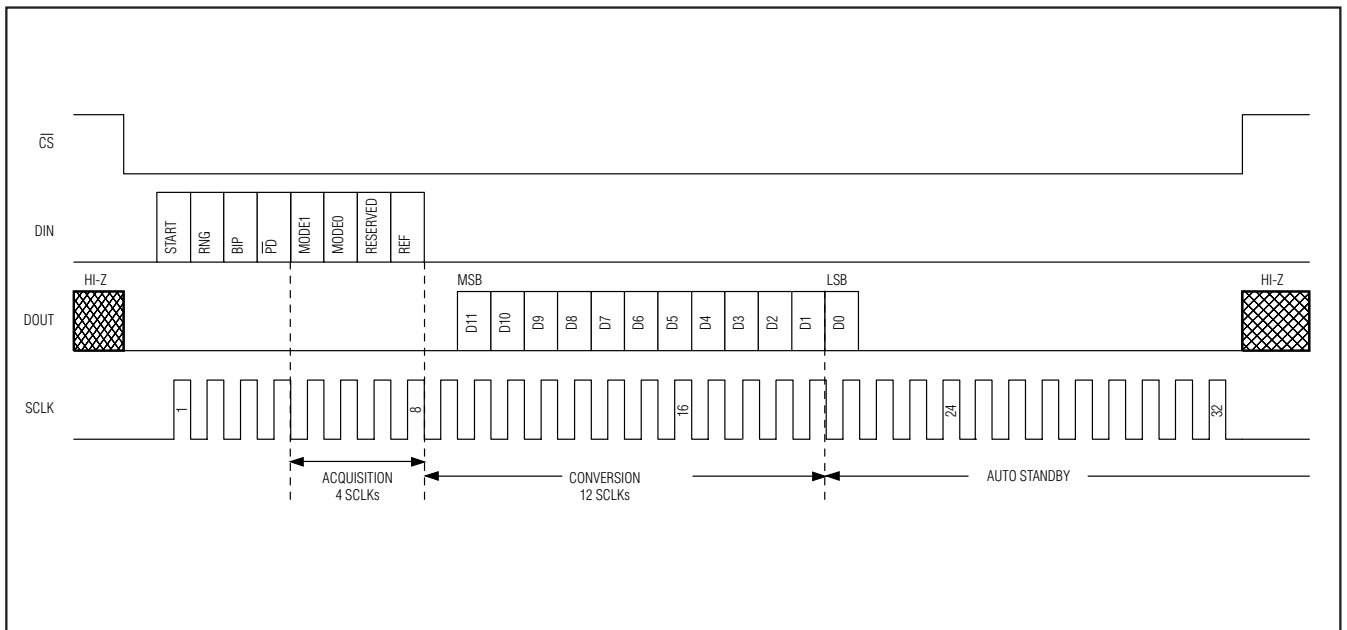 C̅S̅
DIN
START
RNG
BIP
P̅D̅
MODE1
MODE0
RESERVED
REF
HI-Z
MSB
LSB
HI-Z
DOUT
D11
D10
D9
D8
D7
D6
D5
D4
D3
D2
D1
D0
SCLK
1
8
16
24
32
ACQUISITION
4 SCLKs
CONVERSION
12 SCLKs
AUTO STANDBY